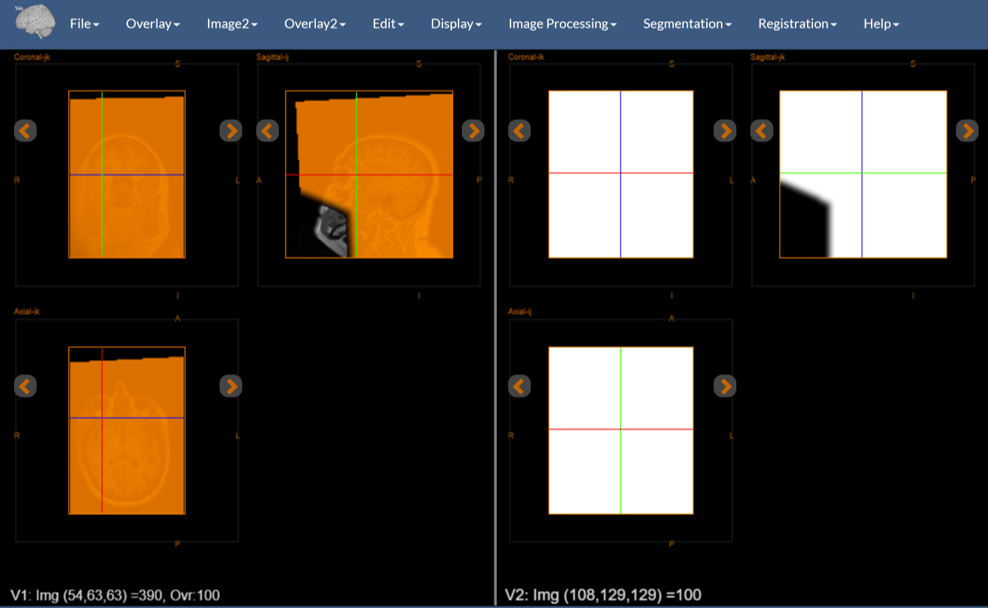 Yale
File Overlay Image2 Overlay2 Edit Display Image Processing Segmentation Registration Help
Coronal-jk Sagittal-ij Coronal-ik Sagittal-jk
S S S S
R L A P R L A P
I I I I
Axial-ik Axial-ij
A A
R L R L
P P
V1: Img (54,63,63) =390, Ovr:100 V2: Img (108,129,129) =100